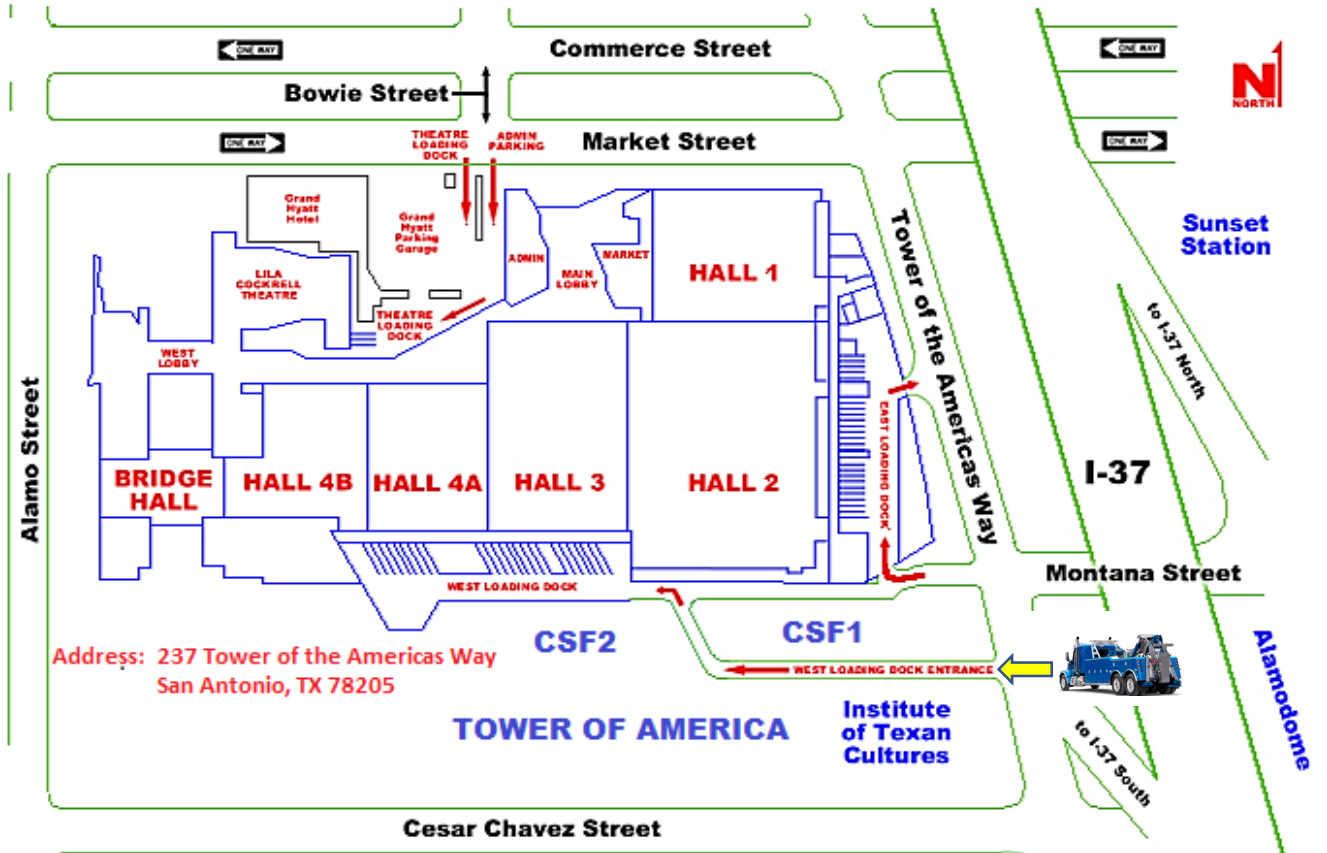 ONE WAY
Commerce Street
ONE WAY
Bowie Street
N
NORTH
ONE WAY
THEATRE
LOADING
DOCK
ADMIN
PARKING
Market Street
ONE WAY
Grand
Hyatt
Hotel
Grand
Hyatt
Parking
Garage
ADMIN
MAIN
LOBBY
MARKET
HALL 1
Tower of the Americas Way
Sunset
Station
LILA
COCKRELL
THEATRE
THEATRE
LOADING
DOCK
to I-37 North
WEST
LOBBY
Alamo Street
EAST LOADING DOCK
BRIDGE
HALL
HALL 4B
HALL 4A
HALL 3
HALL 2
I-37
WEST LOADING DOCK
Montana Street
CSF2
CSF1
Address: 237 Tower of the Americas Way
San Antonio, TX 78205
WEST LOADING DOCK ENTRANCE
Alamodome
TOWER OF AMERICA
Institute
of Texan
Cultures
to I-37 South
Cesar Chavez Street